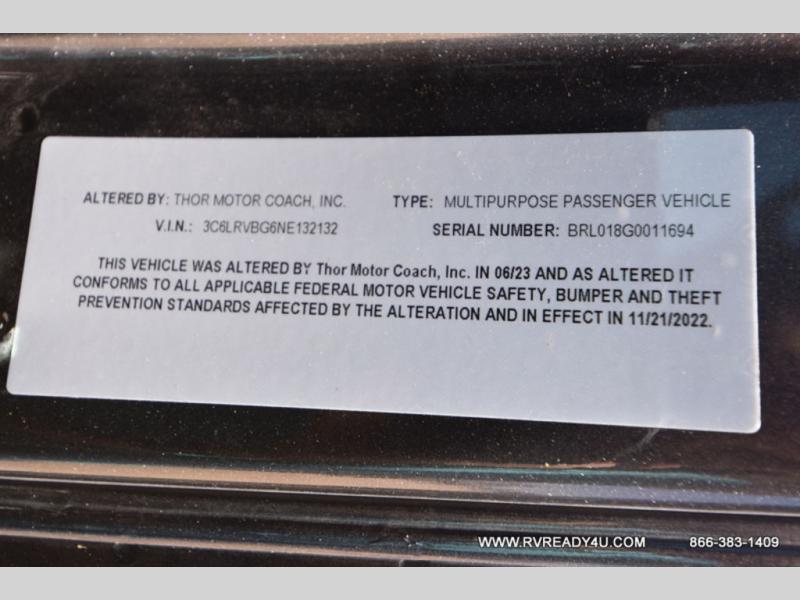 ALTERED BY: THOR MOTOR COACH, INC. TYPE: MULTIPURPOSE PASSENGER VEHICLE
V.I.N.: 3C6LRVBG6NE132132 SERIAL NUMBER: BRL018G0011694
THIS VEHICLE WAS ALTERED BY Thor Motor Coach, Inc. IN 06/23 AND AS ALTERED IT
CONFORMS TO ALL APPLICABLE FEDERAL MOTOR VEHICLE SAFETY, BUMPER AND THEFT
PREVENTION STANDARDS AFFECTED BY THE ALTERATION AND IN EFFECT IN 11/21/2022.
WWW.RVREADY4U.COM 866-383-1409